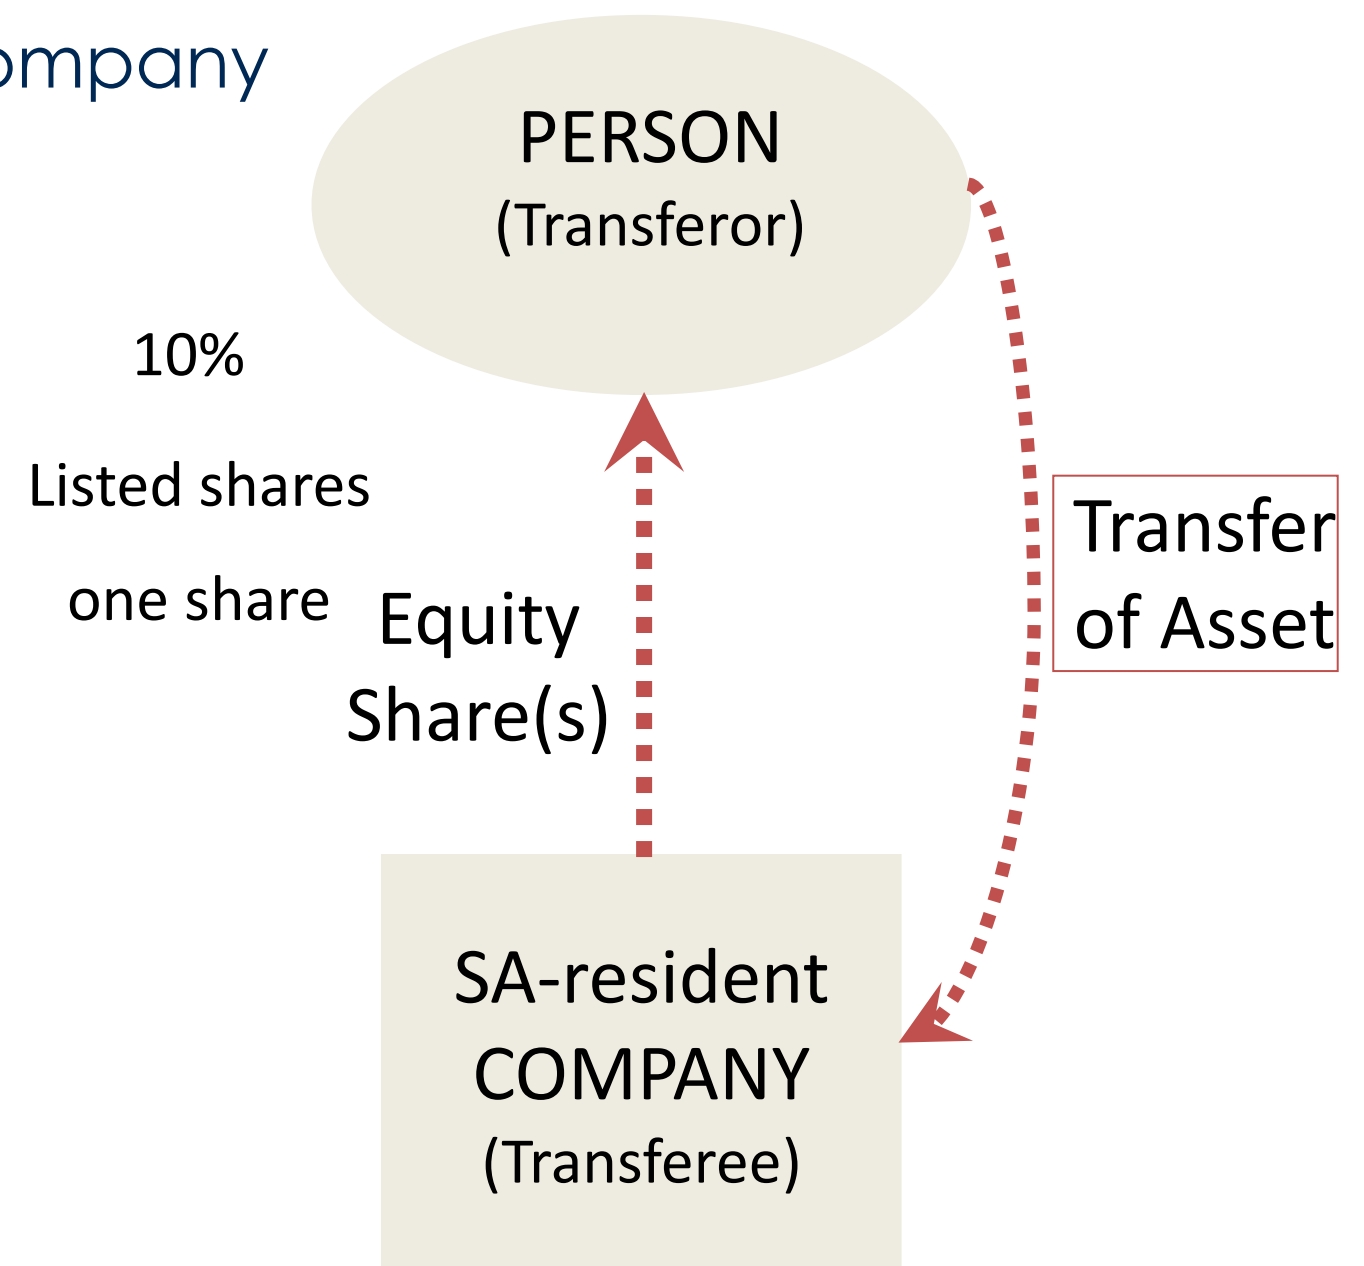 ompany
PERSON
(Transferor)
10%
Listed shares
one share
Equity
Share(s)
Transfer
of Asset
SA-resident
COMPANY
(Transferee)